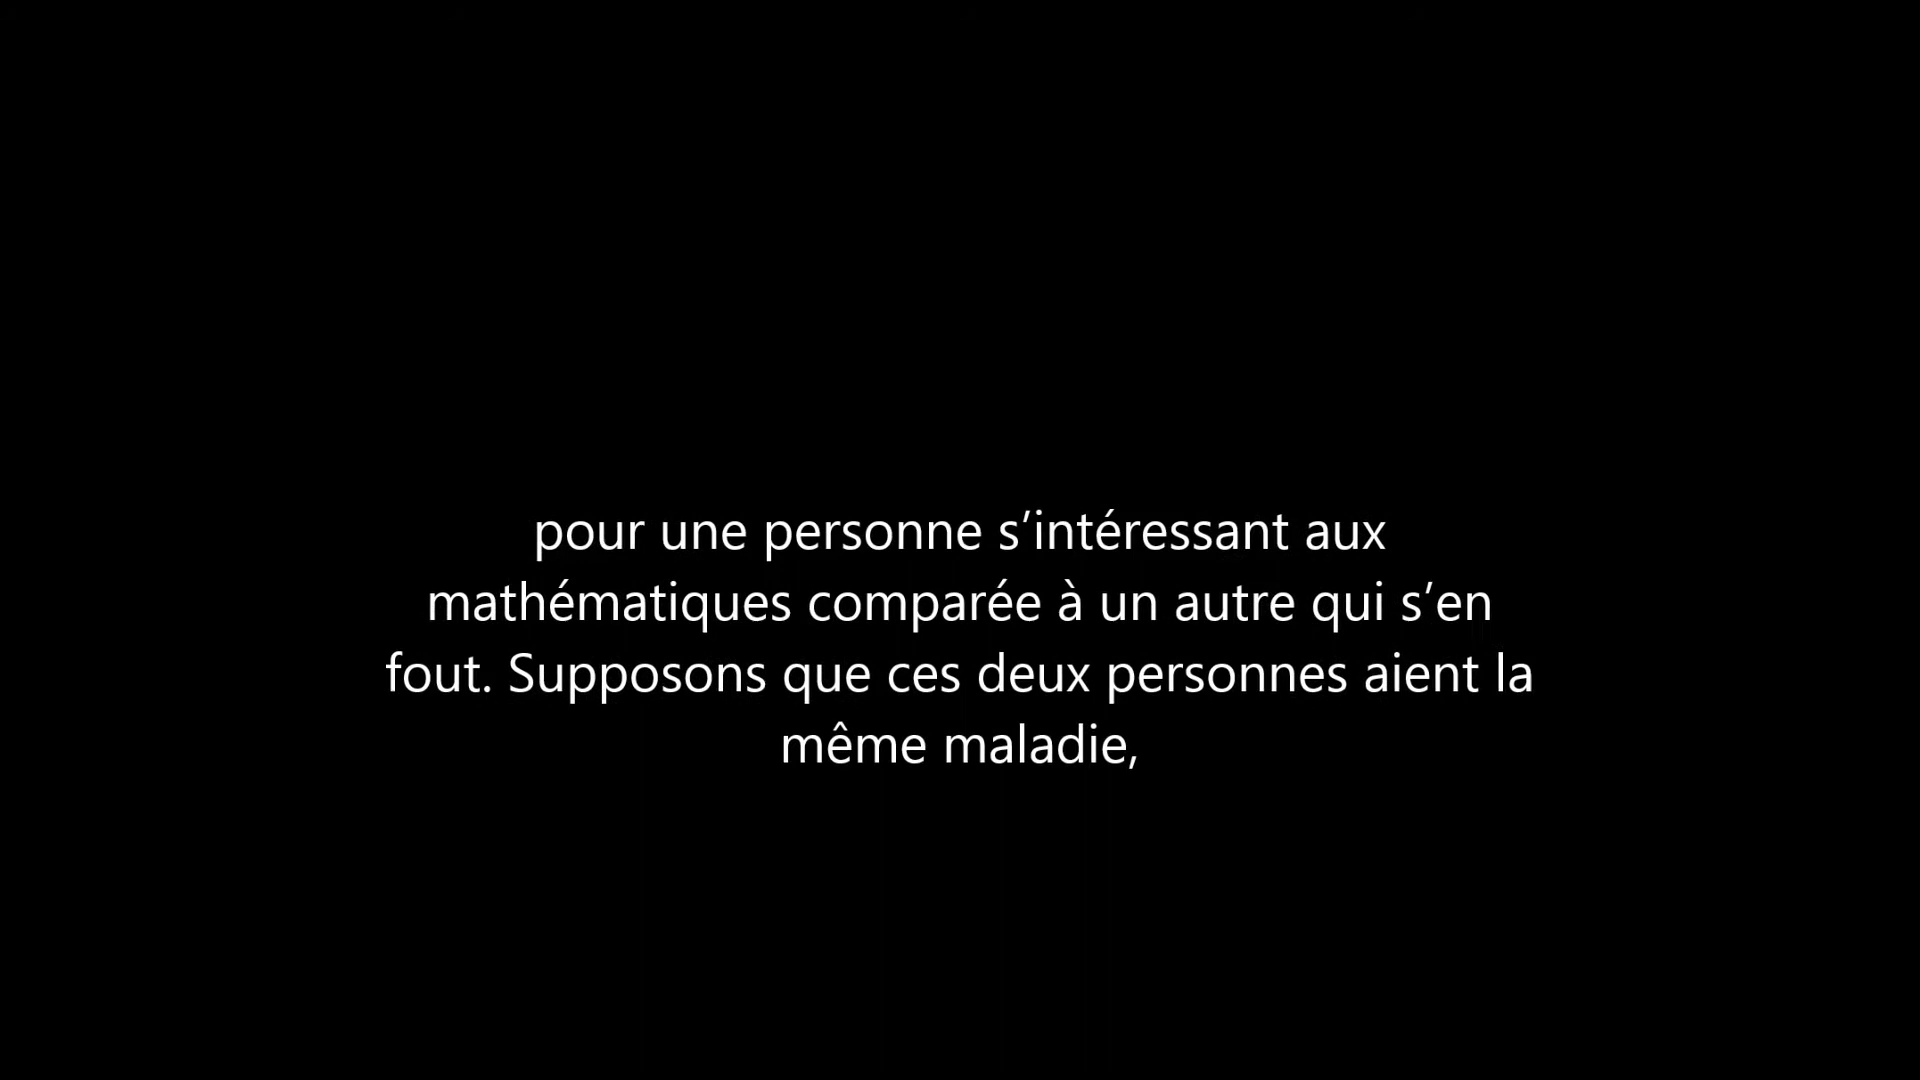 pour une personne s’intéressant aux
mathématiques comparée à un autre qui s’en
fout. Supposons que ces deux personnes aient la
même maladie,